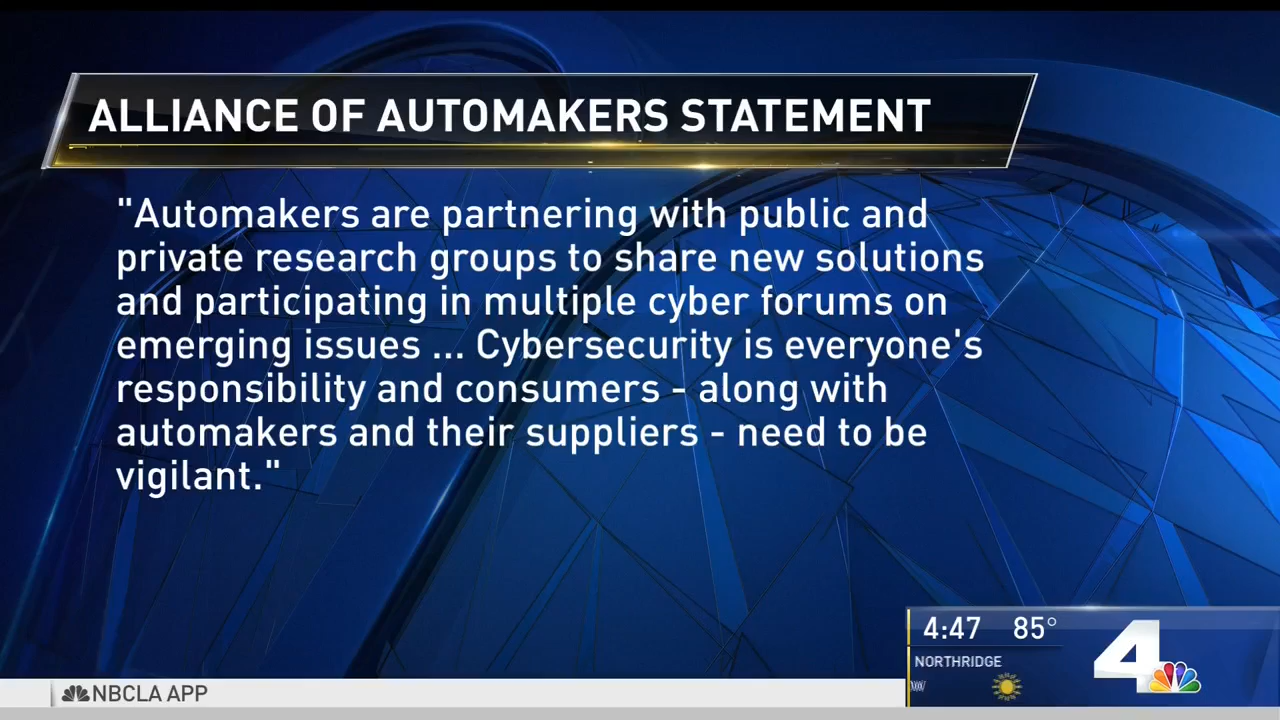 ALLIANCE OF AUTOMAKERS STATEMENT
"Automakers are partnering with public and
private research groups to share new solutions
and participating in multiple cyber forums on
emerging issues ... Cybersecurity is everyone's
responsibility and consumers - along with
automakers and their suppliers - need to be
vigilant."
4:47 85°
NORTHRIDGE
4
NBCLA APP